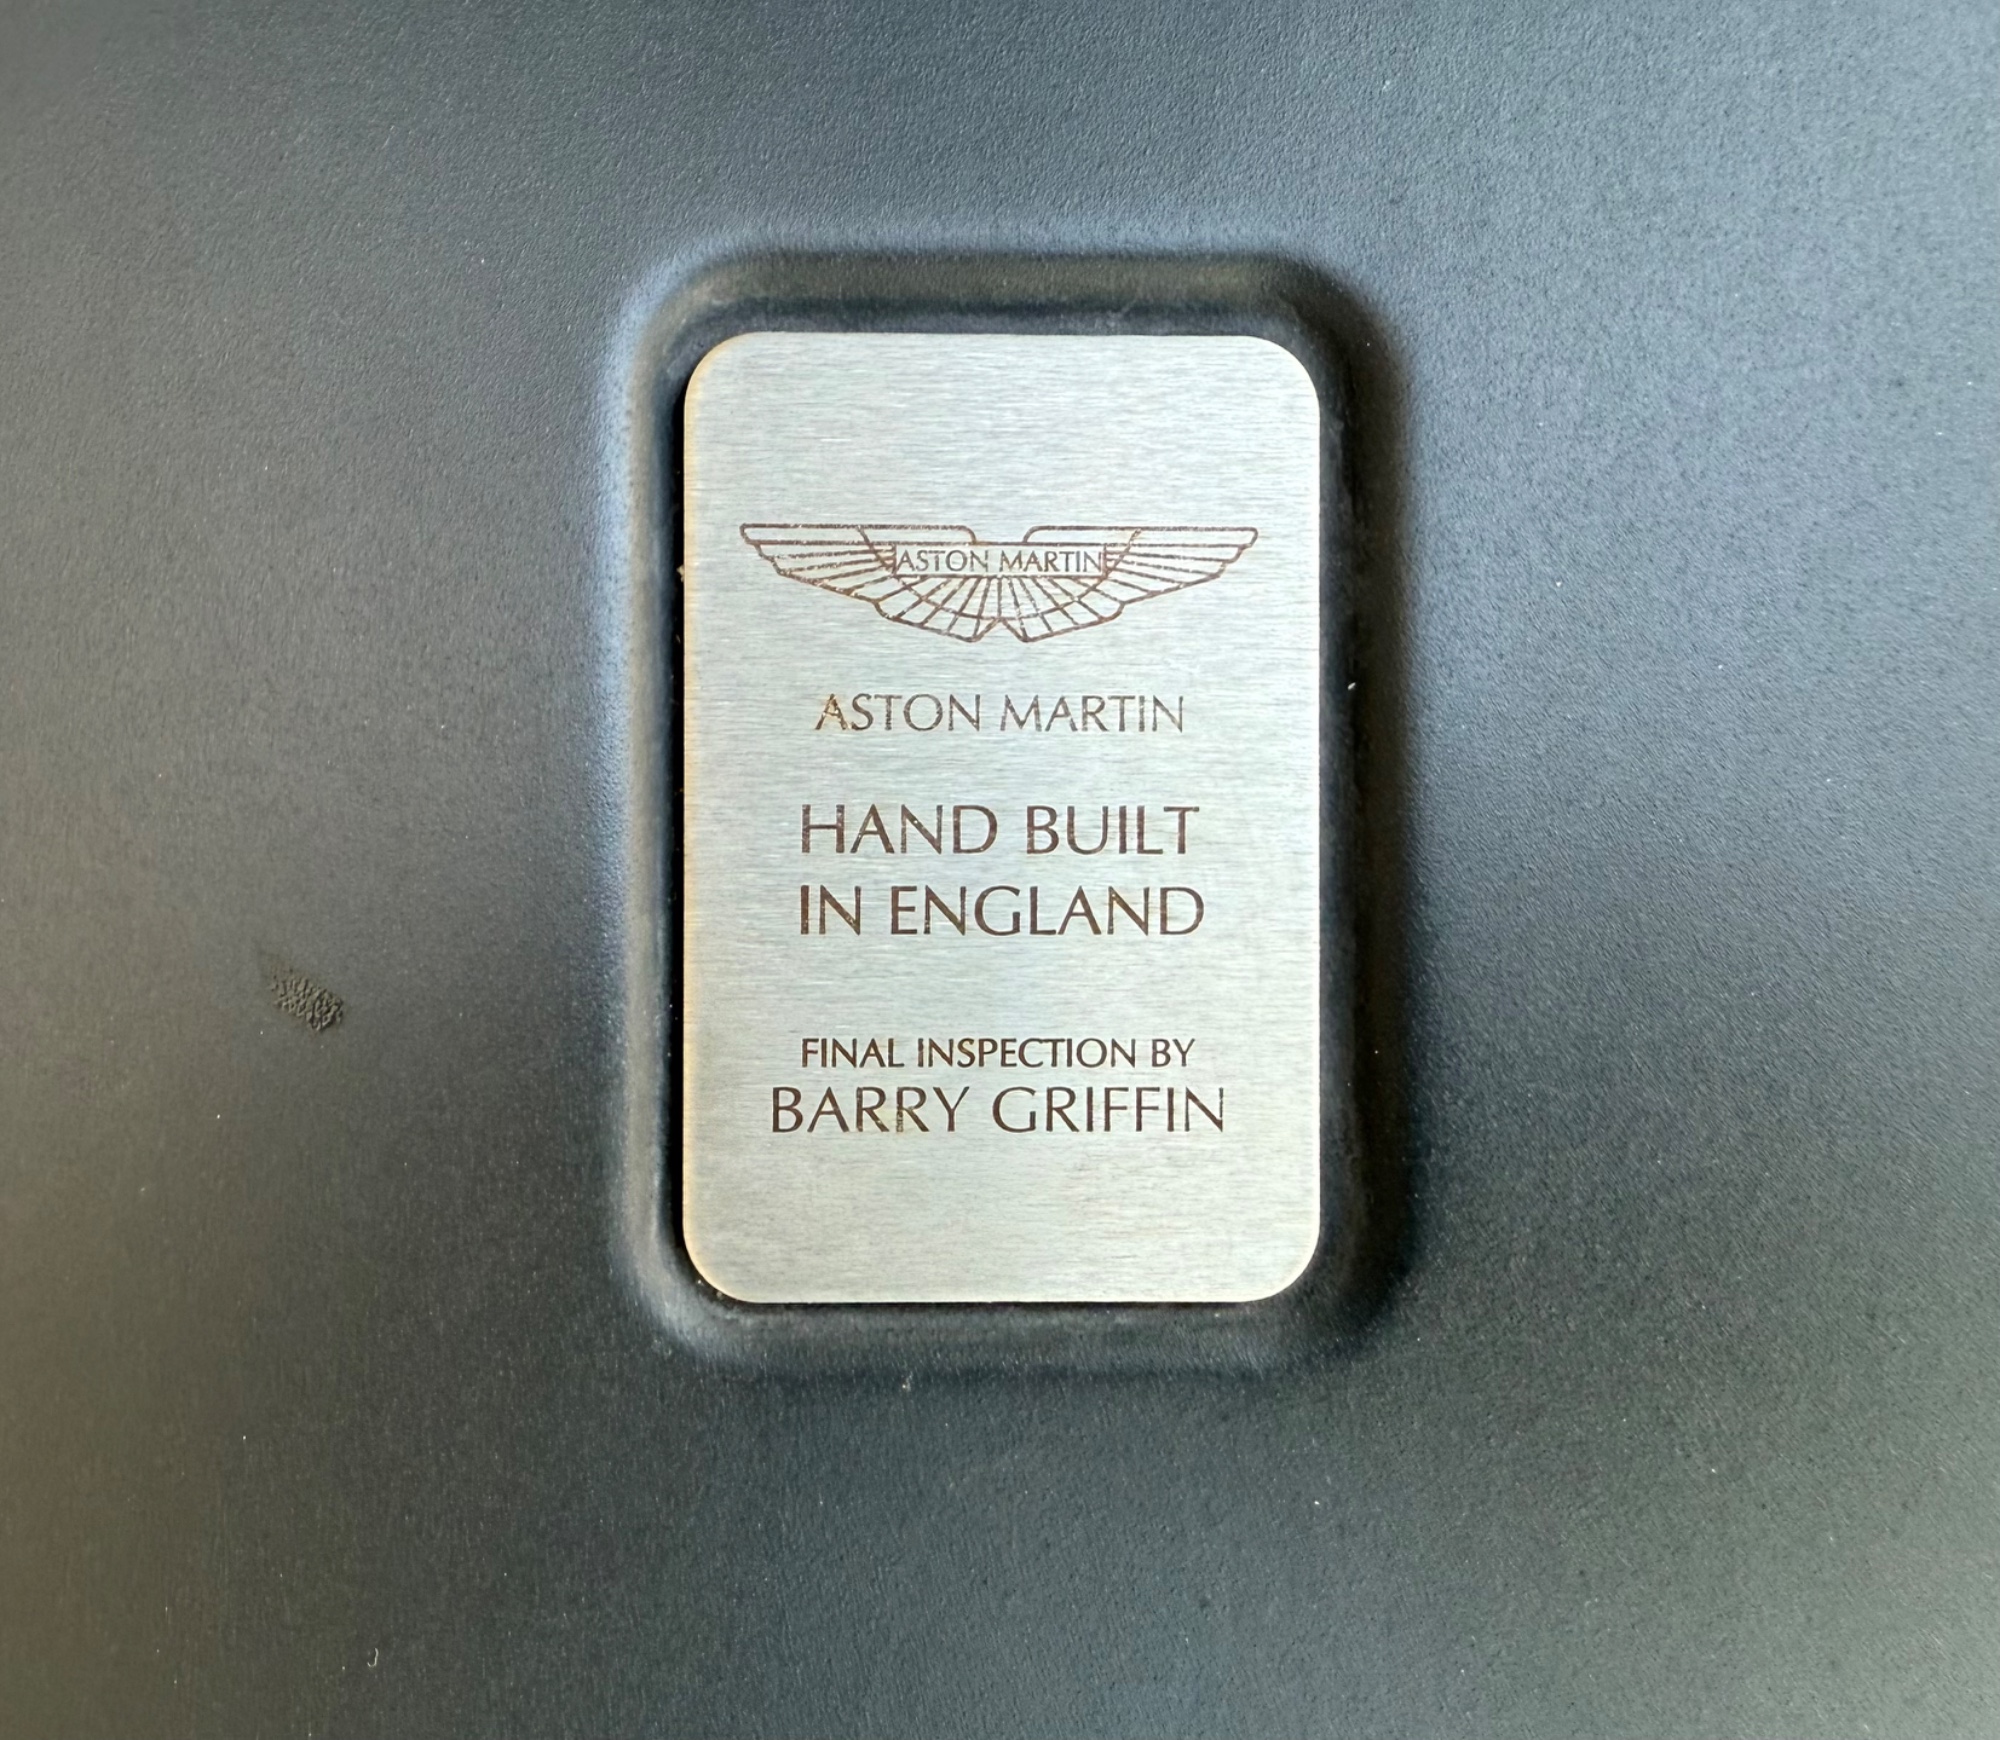 ASTON MARTIN
ASTON MARTIN
HAND BUILT
IN ENGLAND
FINAL INSPECTION BY
BARRY GRIFFIN